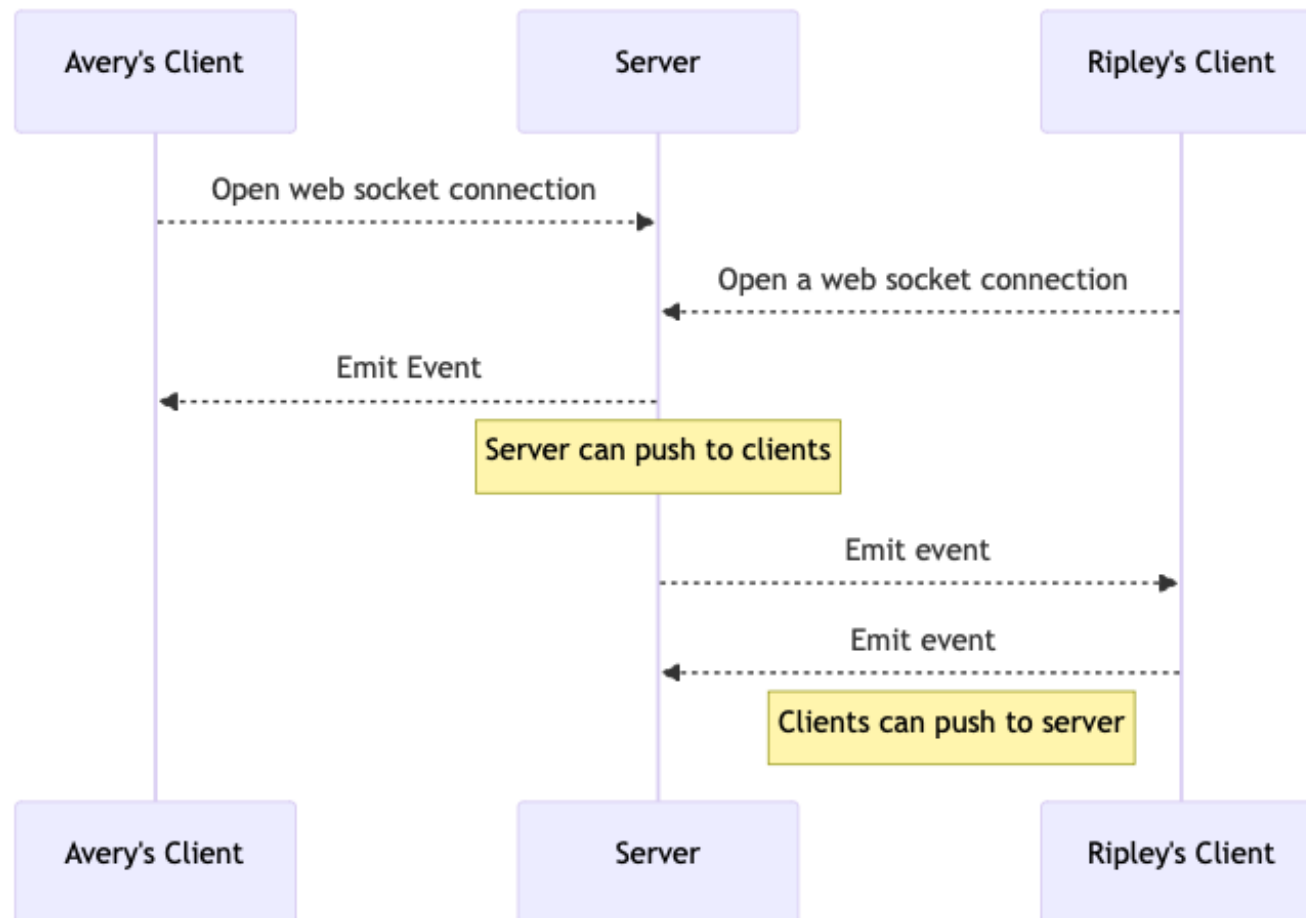 Avery's Client
Server
Ripley's Client
Open web socket connection
Open a web socket connection
Emit Event
Server can push to clients
Emit event
Emit event
Clients can push to server
Avery's Client
Server
Ripley's Client